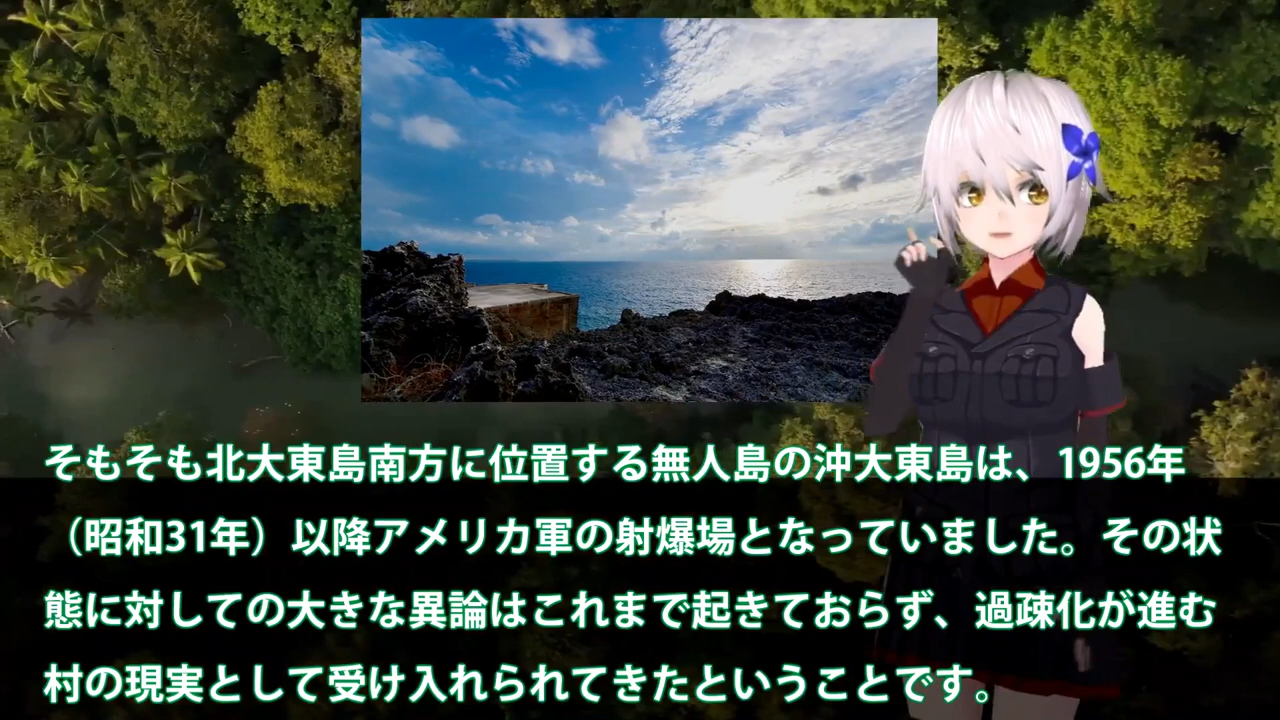 そもそも北大東島南方に位置する無人島の沖大東島は、1956年
（昭和31年）以降アメリカ軍の射爆場となっていました。その状
態に対しての大きな異論はこれまで起きておらず、過疎化が進む
村の現実として受け入れられてきたということです。